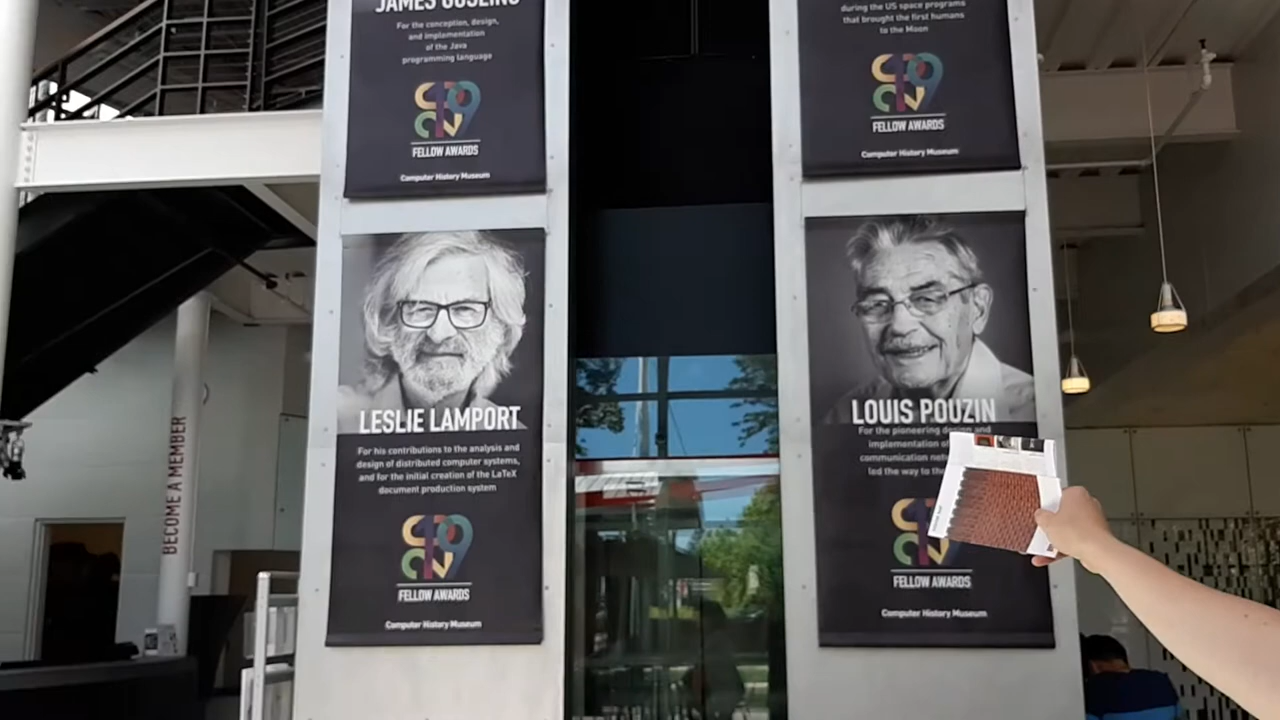 JAMES GOSLING
For the conception, design,
and implementation
of the Java
programming language
2019
FELLOW AWARDS
Computer History Museum
during the US space programs
that brought the first humans
to the Moon
2019
FELLOW AWARDS
Computer History Museum
LESLIE LAMPORT
For his contributions to the analysis and
design of distributed computer systems,
and for the initial creation of the LaTeX
document production system
2019
FELLOW AWARDS
Computer History Museum
LOUIS POUZIN
For the pioneering design and
implementation of
communication
led the way to the
FELLOW AWARDS
Computer History Museum
BECOME A MEMBER